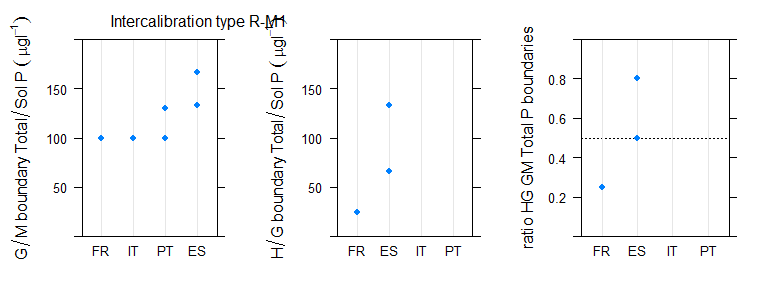 Intercalibration type R-M1
G/M boundary Total/Sol P ( μgl⁻¹)
150
100
50
FR IT PT ES
H/G boundary Total/Sol P ( μgl⁻¹)
150
100
50
FR ES IT PT
ratio HG GM Total P boundaries
0.8
0.6
0.4
0.2
FR ES IT PT